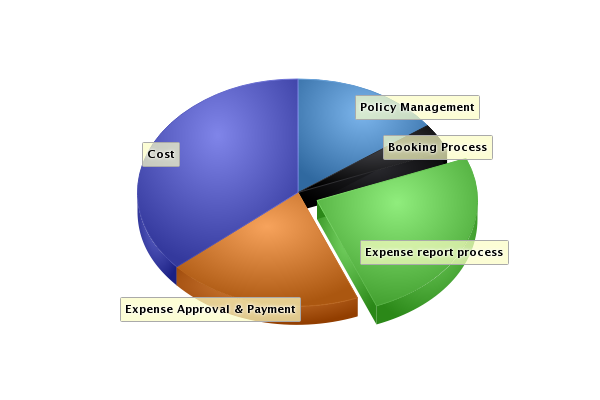 Policy Management
Booking Process
Cost
Expense report process
Expense Approval & Payment